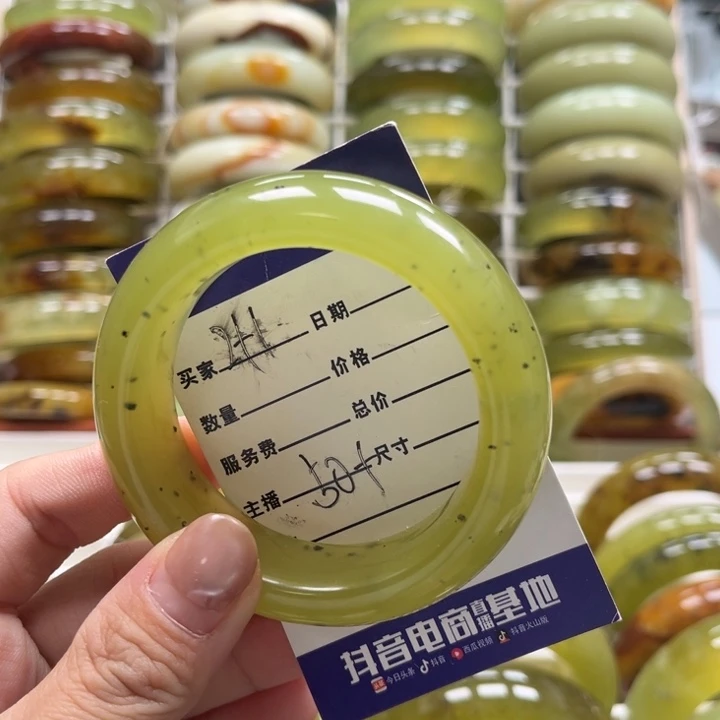 买家 日期
数量 价格
服务费 总价
主播 尺寸
抖音电商直播基地
今日头条 抖音 西瓜视频 抖音火山版